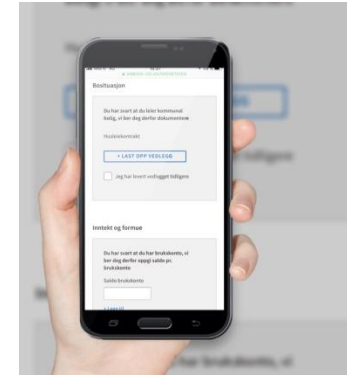 Bosituasjon
Du har svart at du leier kommunal
bolig, vi ber deg derfor dokumentere
Husleiekontrakt
+ LAST OPP VEDLEGG
Jeg har levert vedlegget tidligere
Inntekt og formue
Du har svart at du har brukskonto, vi
ber deg derfor oppgi saldo pr.
brukskonto
Saldo brukskonto